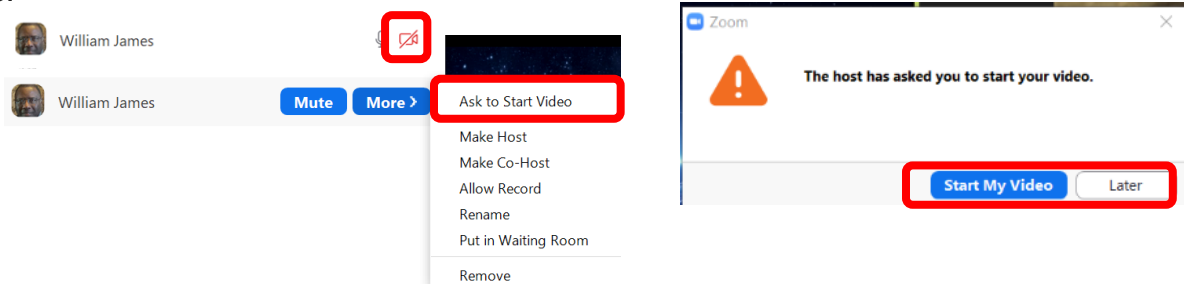 William James
William James
Mute
More >
Ask to Start Video
Make Host
Make Co-Host
Allow Record
Rename
Put in Waiting Room
Remove
Zoom
The host has asked you to start your video.
Start My Video
Later